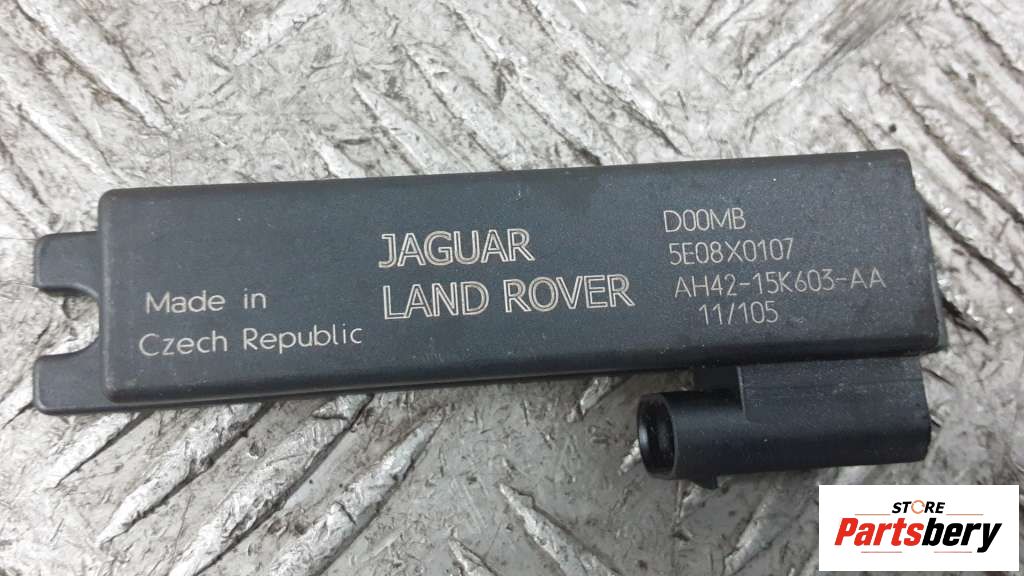 Made in
Czech Republic
JAGUAR
LAND ROVER
D00MB
5E08X0107
AH42-15K603-AA
11/105
STORE
Partsbery